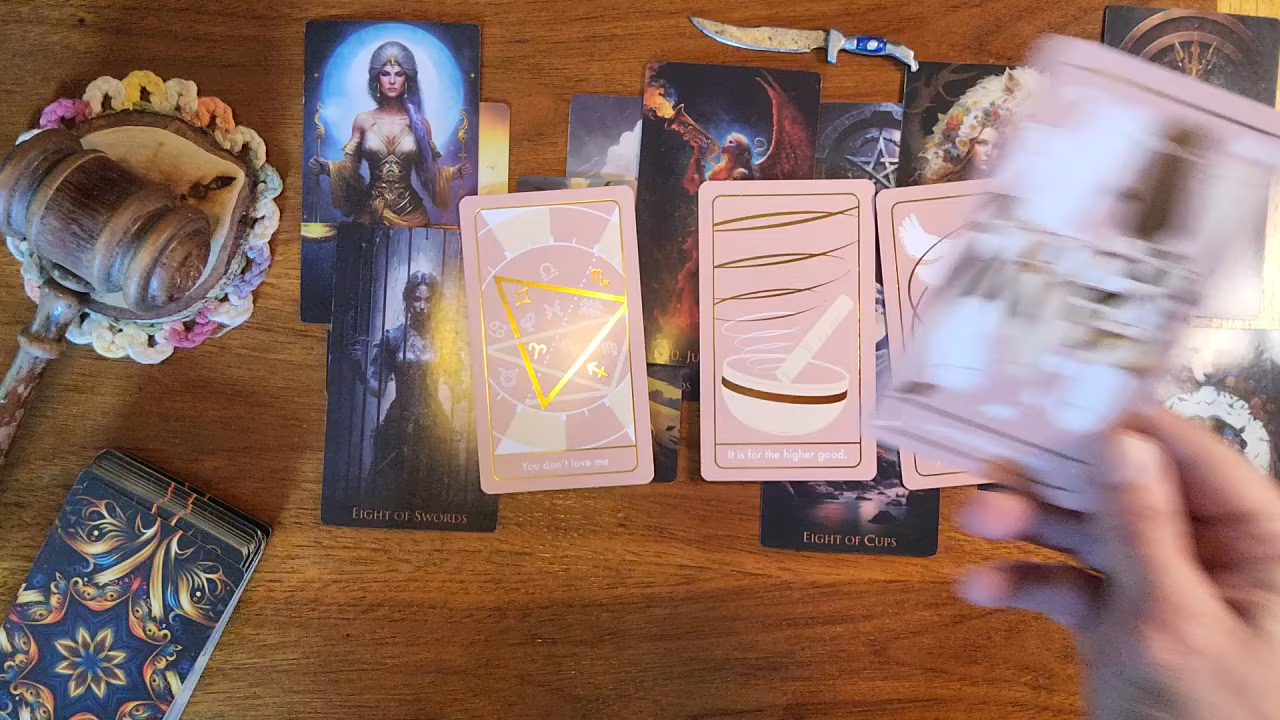 You don't love me.
It is for the higher good.
EIGHT OF SWORDS
EIGHT OF CUPS